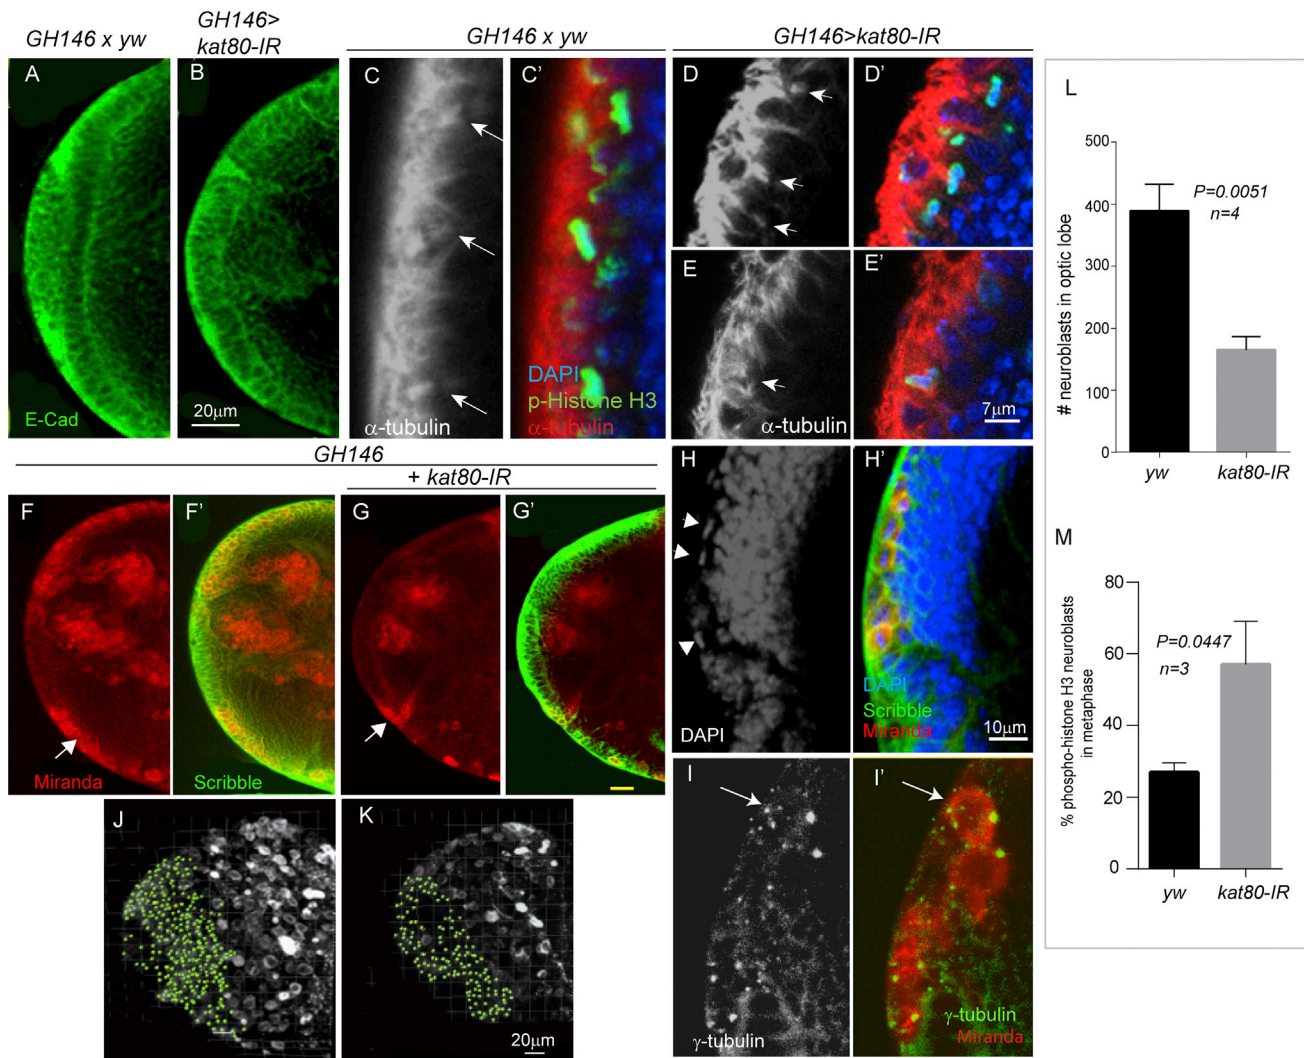 GH146 x yw
GH146>
kat80-IR
GH146 x yw
GH146>kat80-IR
A
B
C
C'
D
D'
E-Cad
20µm
α-tubulin
DAPI
p-Histone H3
α-tubulin
E
E'
α-tubulin
7µm
GH146
+ kat80-IR
F
F'
G
G'
Miranda
Scribble
H
H'
DAPI
DAPI
Scribble
Miranda
10µm
I
I'
γ-tubulin
γ-tubulin
Miranda
J
K
20µm
L
# neuroblasts in optic lobe
500
400
300
200
100
0
P=0.0051
n=4
yw
kat80-IR
M
% phospho-histone H3 neuroblasts
in metaphase
80
60
40
20
0
P=0.0447
n=3
yw
kat80-IR